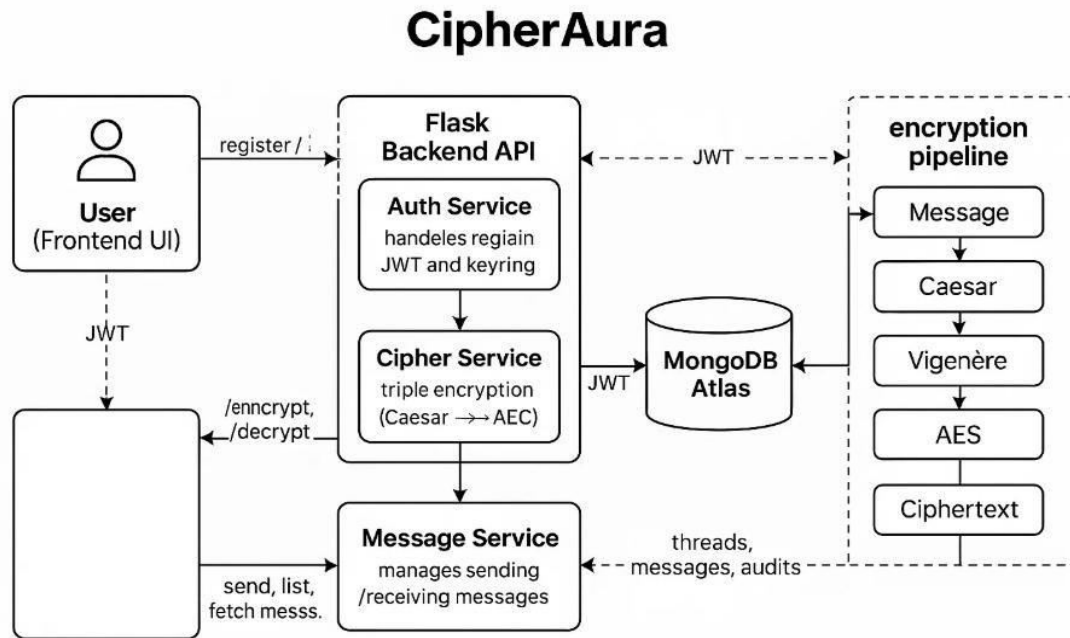 CipherAura
User
(Frontend UI)
register /
Flask
Backend API
Auth Service
handeles regiain
JWT and keyring
Cipher Service
triple encryption
(Caesar →→ AEC)
JWT
/enncrypt,
/decrypt
JWT
JWT
MongoDB
Atlas
encryption
pipeline
Message
Caesar
Vigenère
AES
Ciphertext
Message Service
manages sending
/receiving messages
send, list,
fetch messs.
threads,
messages, audits